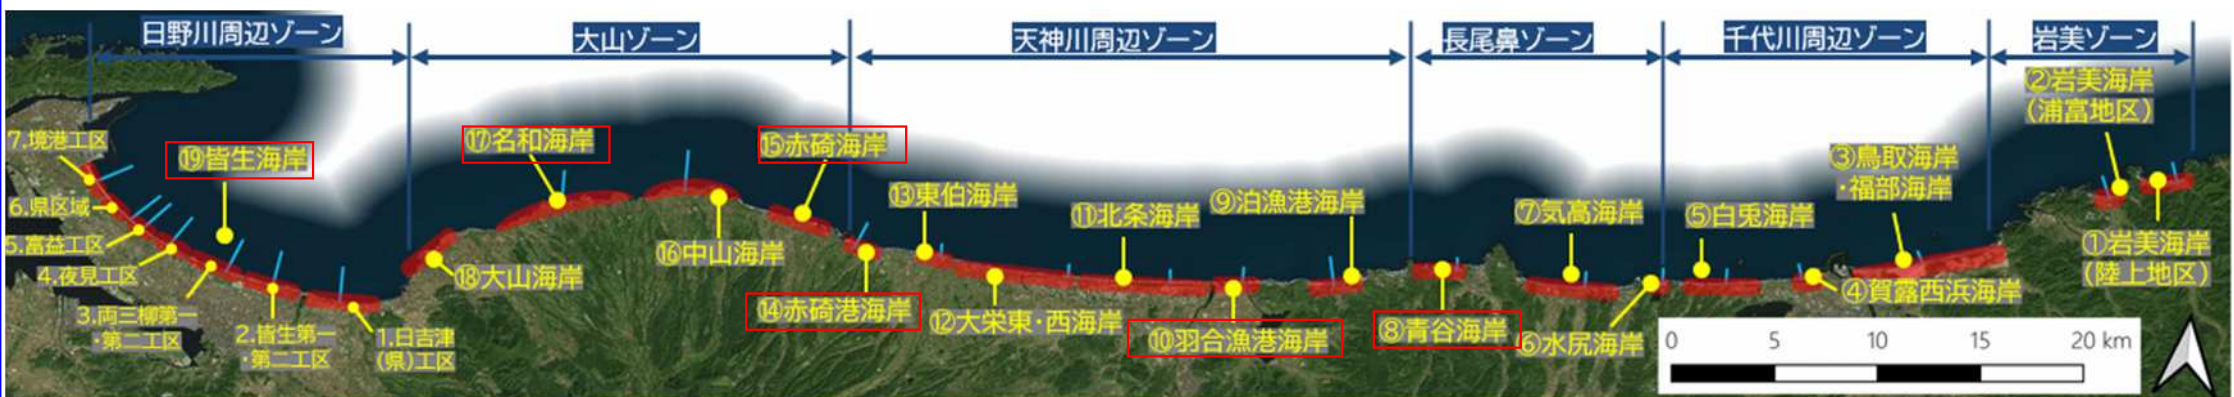 日野川周辺ゾーン
大山ゾーン
天神川周辺ゾーン
長尾鼻ゾーン
千代川周辺ゾーン
岩美ゾーン
7.境港工区
6.県区域
5.富益工区
4.夜見工区
3.両三柳第一
・第二工区
2.皆生第一
・第二工区
1.日吉津
(県)工区
⑲皆生海岸
⑱大山海岸
⑰名和海岸
⑯中山海岸
⑮赤碕海岸
⑭赤碕港海岸
⑬東伯海岸
⑫大栄東・西海岸
⑪北条海岸
⑩羽合漁港海岸
⑨泊漁港海岸
⑧青谷海岸
⑦気高海岸
⑥水尻海岸
⑤白兎海岸
④賀露西浜海岸
③鳥取海岸
・福部海岸
②岩美海岸
(浦富地区)
①岩美海岸
(陸上地区)
0 5 10 15 20 km